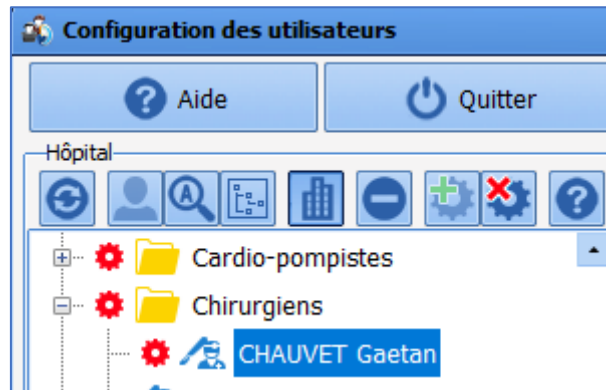 Configuration des utilisateurs
Aide
Quitter
Hôpital
Cardio-pompistes
Chirurgiens
CHAUVET Gaetan